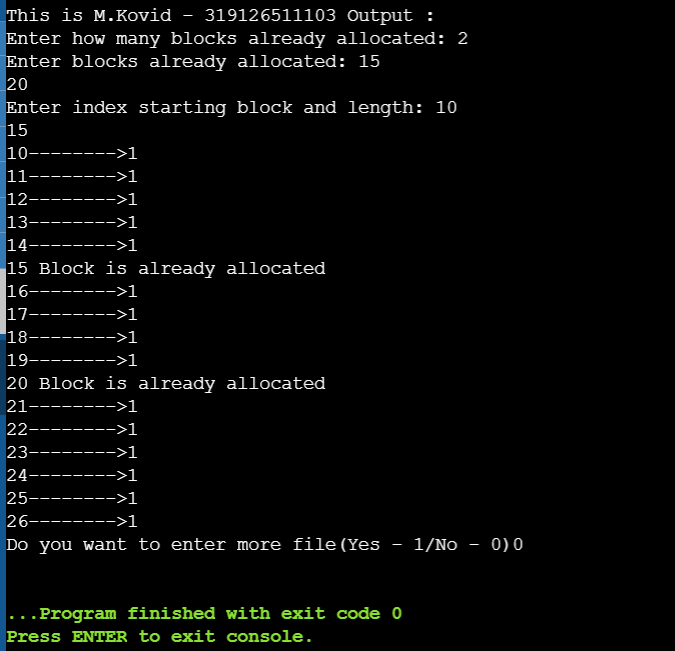 This is M.Kovid - 319126511103 Output :
Enter how many blocks already allocated: 2
Enter blocks already allocated: 15
20
Enter index starting block and length: 10
15
10-------->1
11-------->1
12-------->1
13-------->1
14-------->1
15 Block is already allocated
16-------->1
17-------->1
18-------->1
19-------->1
20 Block is already allocated
21-------->1
22-------->1
23-------->1
24-------->1
25-------->1
26-------->1
Do you want to enter more file(Yes - 1/No - 0)0
...Program finished with exit code 0
Press ENTER to exit console.